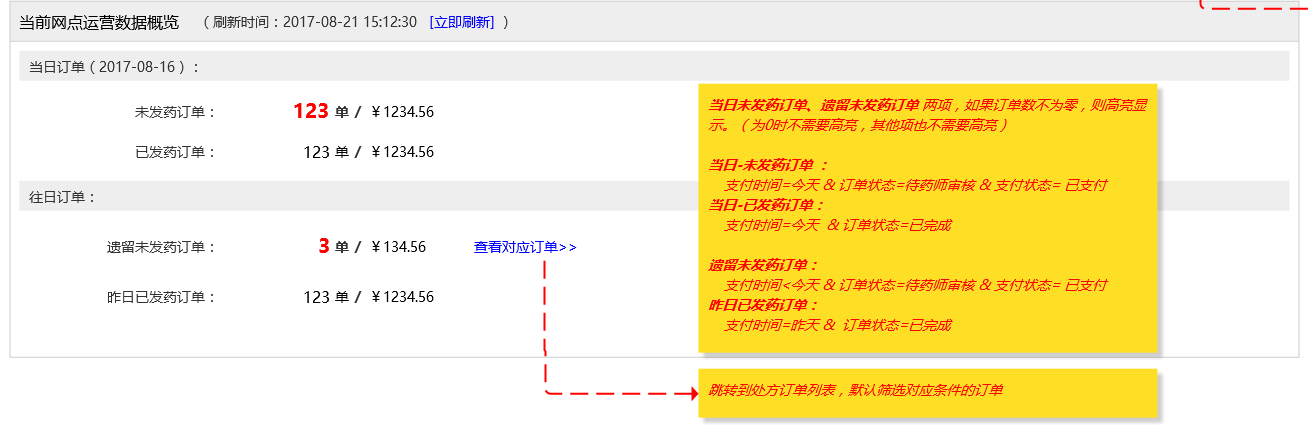 当前网点运营数据概览 （ 刷新时间：2017-08-21 15:12:30 [立即刷新] ）
当日订单（2017-08-16）：
未发药订单： 123 单 / ￥1234.56
已发药订单： 123 单 / ￥1234.56
往日订单：
遗留未发药订单： 3 单 / ￥134.56 查看对应订单>>
昨日已发药订单： 123 单 / ￥1234.56
当日未发药订单、遗留未发药订单 两项，如果订单数不为零，则高亮显
示。（为0时不需要高亮，其他项也不需要高亮）
当日-未发药订单 ：
支付时间=今天 & 订单状态=待药师审核 & 支付状态= 已支付
当日-已发药订单：
支付时间=今天 & 订单状态=已完成
遗留未发药订单：
支付时间<今天 & 订单状态=待药师审核 & 支付状态= 已支付
昨日已发药订单：
支付时间=昨天 & 订单状态=已完成
跳转到处方订单列表，默认筛选对应条件的订单